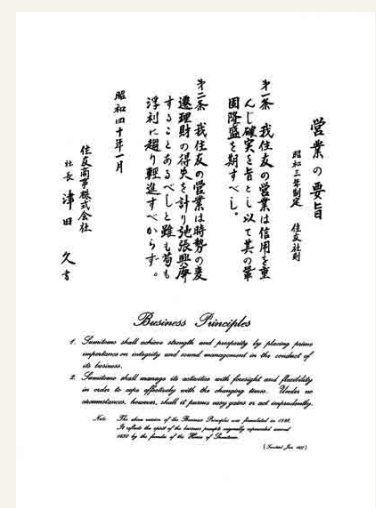 営業の要旨
昭和三年制定 住友社則
第一条 我住友の営業は信用を重
んじ確実を旨とし以て其の鞏
固隆盛を期すべし。
第二条 我住友の営業は時勢の変
遷理財の得失を計り弛張興廃
することあるべしと雖も苟も
浮利に趨り軽進すべからず。
昭和四十年一月
住友商事株式会社
社長 津田 久 書
Business Principles
1. Sumitomo shall achieve strength and prosperity by placing prime
importance on integrity and sound management in the conduct of
its business.
2. Sumitomo shall manage its activities with foresight and flexibility
in order to cope effectively with the changing times. Under no
circumstances, however, shall it pursue easy gains or act imprudently.
Note: The above version of the Business Principles was formulated in 1928.
It reflects the spirit of the business precepts originally expounded around
1650 by the founder of the House of Sumitomo.